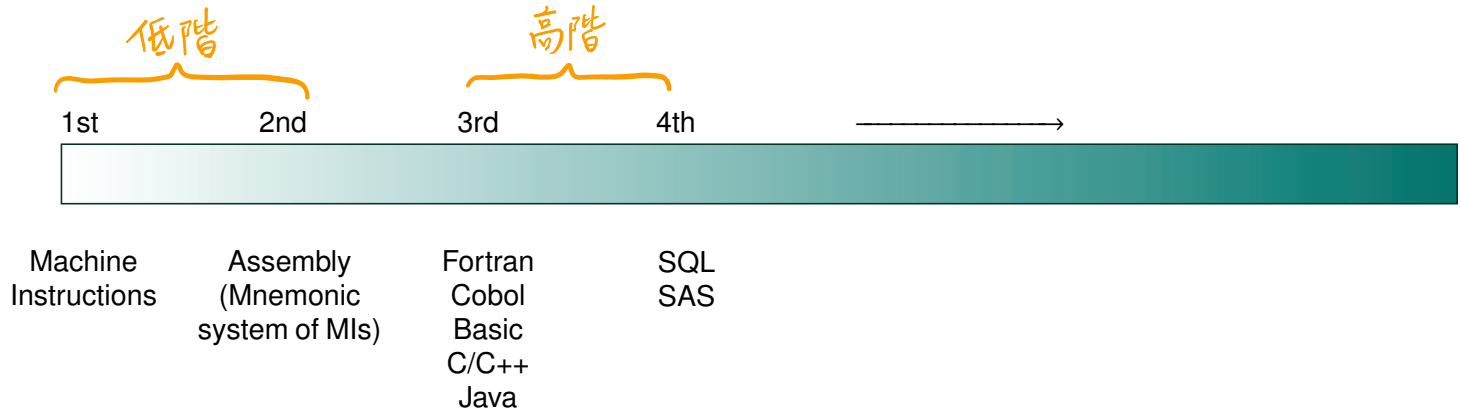 低階
高階
1st 2nd 3rd 4th
Machine
Instructions
Assembly
(Mnemonic
system of MIs)
Fortran
Cobol
Basic
C/C++
Java
SQL
SAS